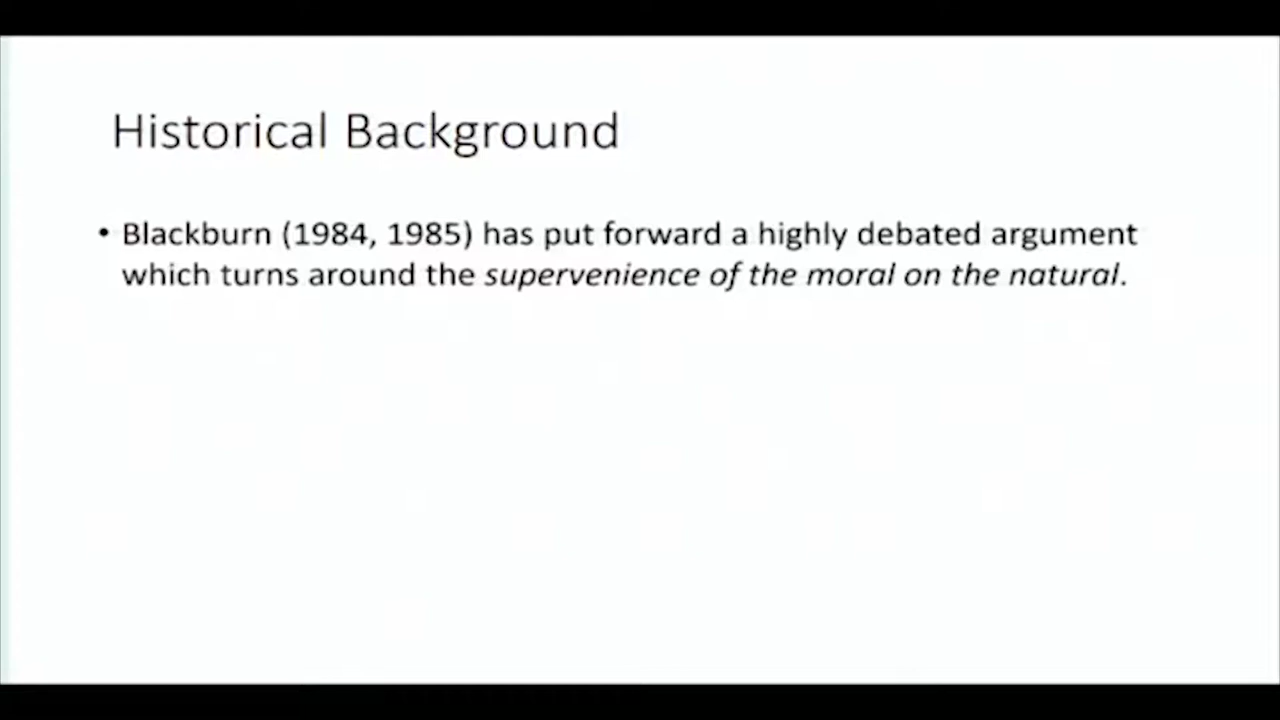 Historical Background
• Blackburn (1984, 1985) has put forward a highly debated argument
which turns around the supervenience of the moral on the natural.